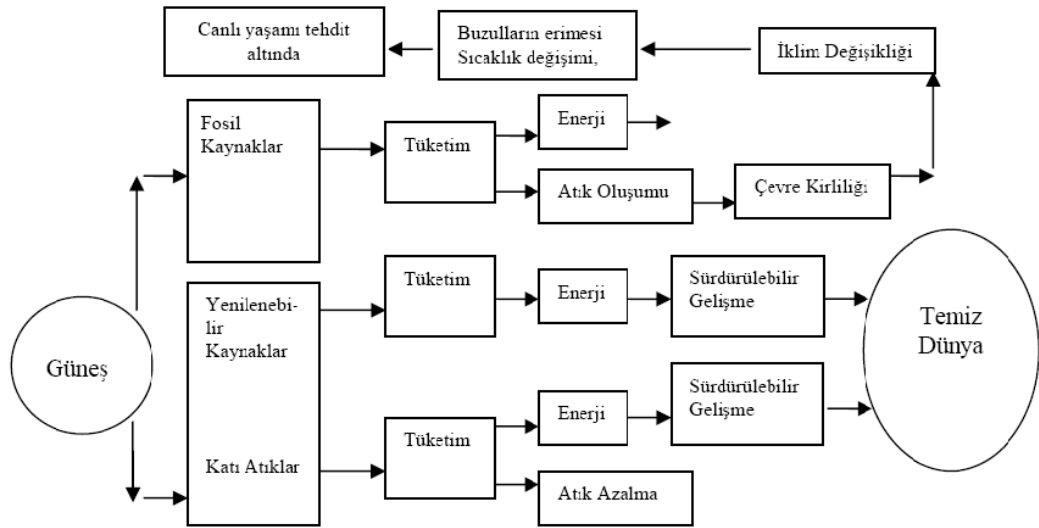 Canlı yaşamı tehdit
altında
Buzulların erimesi
Sıcaklık değişimi,
İklim Değişikliği
Fosil
Kaynaklar
Tüketim
Enerji
Atık Oluşumu
Çevre Kirliliği
Güneş
Yenilenebi-
lir
Kaynaklar
Katı Atıklar
Tüketim
Enerji
Sürdürülebilir
Gelişme
Tüketim
Enerji
Sürdürülebilir
Gelişme
Atık Azalma
Temiz
Dünya